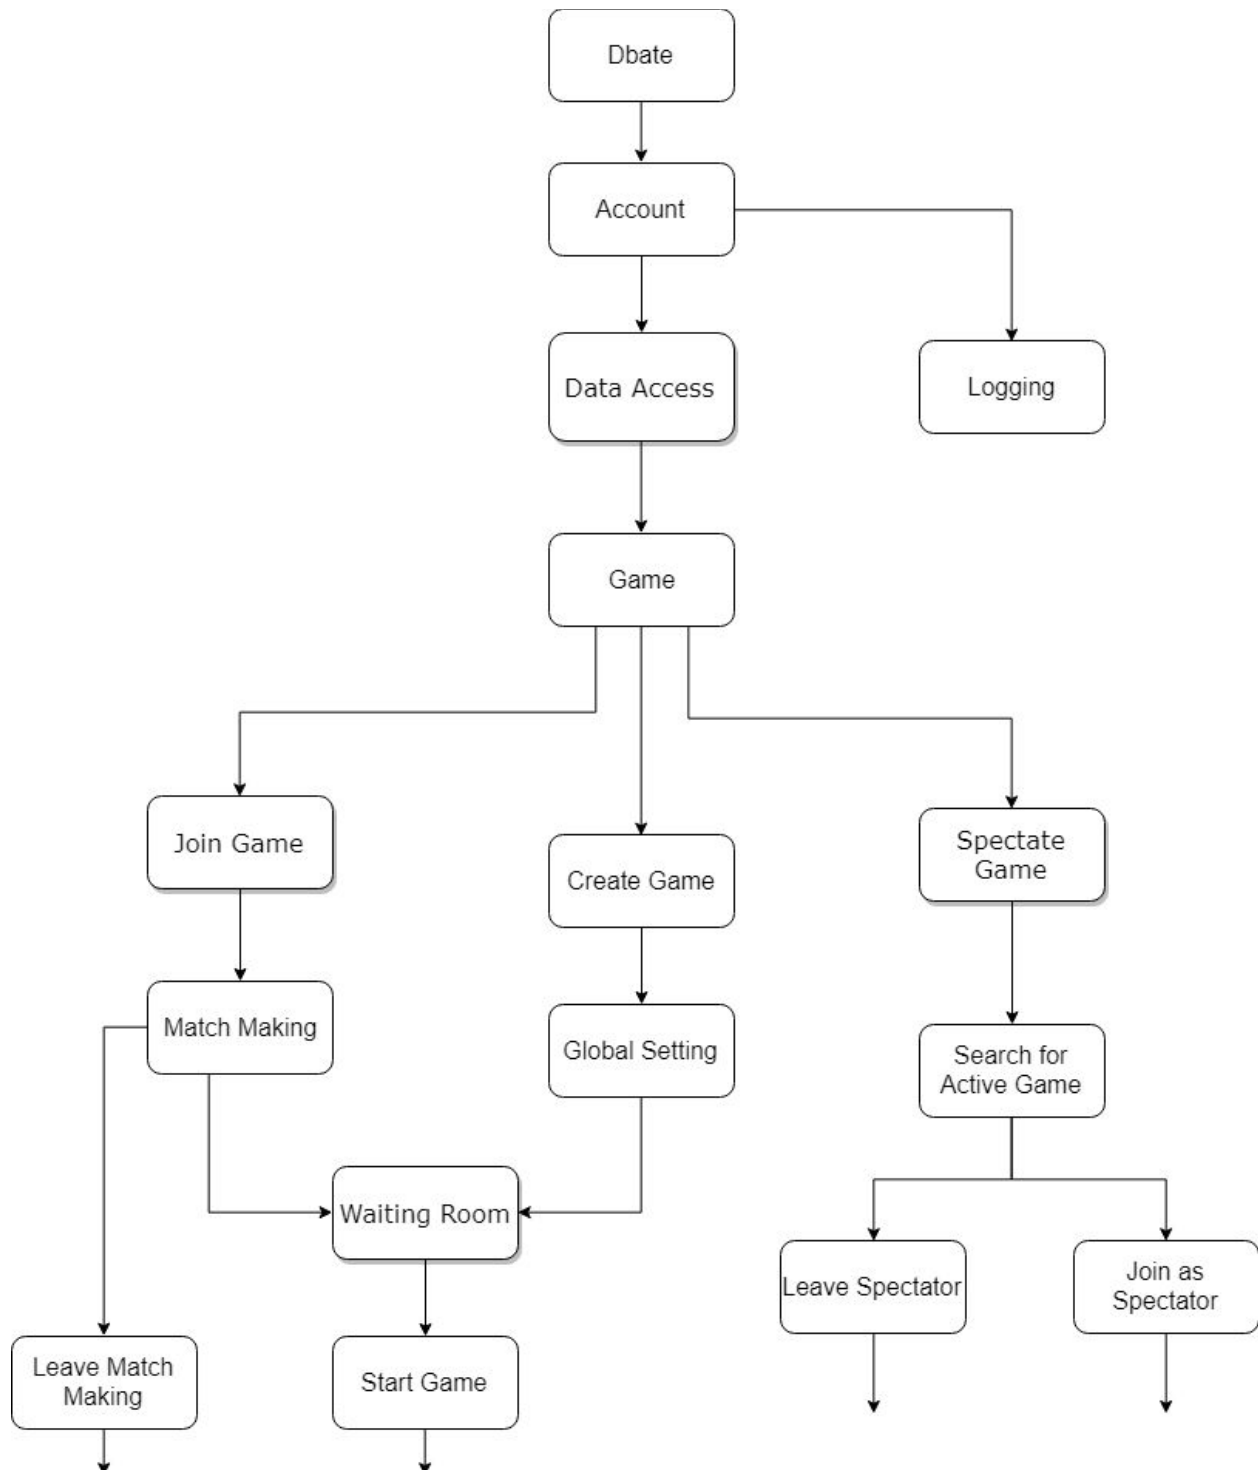 Dbate
Account
Data Access
Logging
Game
Join Game
Create Game
Spectate
Game
Match Making
Global Setting
Search for
Active Game
Waiting Room
Leave Spectator
Join as
Spectator
Leave Match
Making
Start Game